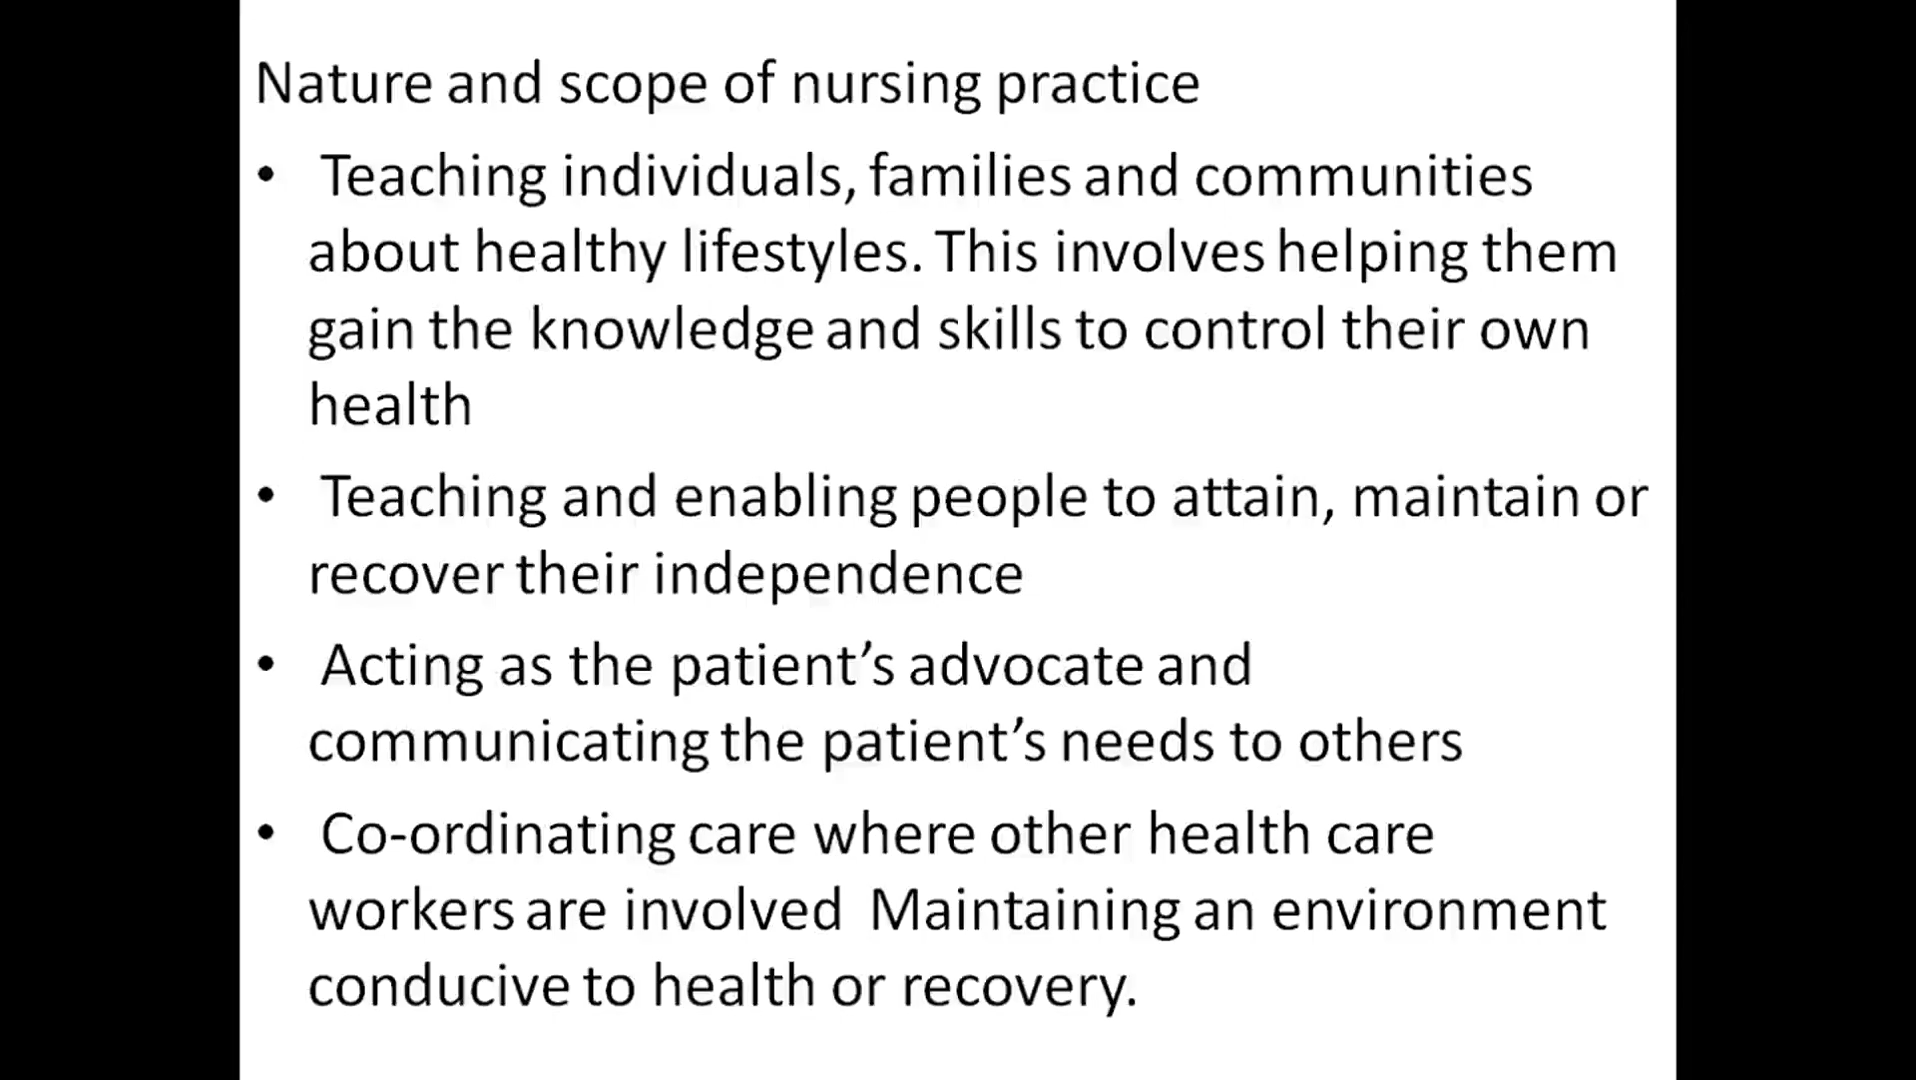 Nature and scope of nursing practice
• Teaching individuals, families and communities
about healthy lifestyles. This involves helping them
gain the knowledge and skills to control their own
health
• Teaching and enabling people to attain, maintain or
recover their independence
• Acting as the patient’s advocate and
communicating the patient’s needs to others
• Co-ordinating care where other health care
workers are involved  Maintaining an environment
conducive to health or recovery.